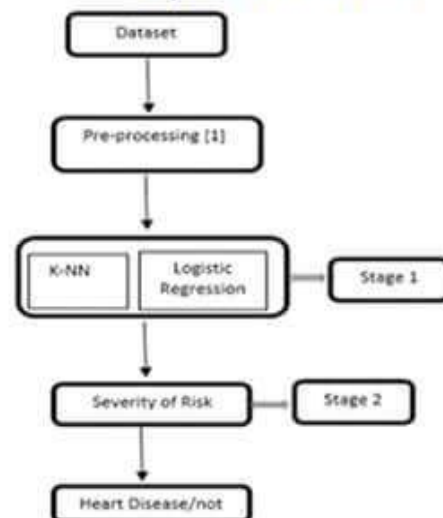 Dataset
Pre-processing [1]
K-NN
Logistic
Regression
Stage 1
Severity of Risk
Stage 2
Heart Disease/not